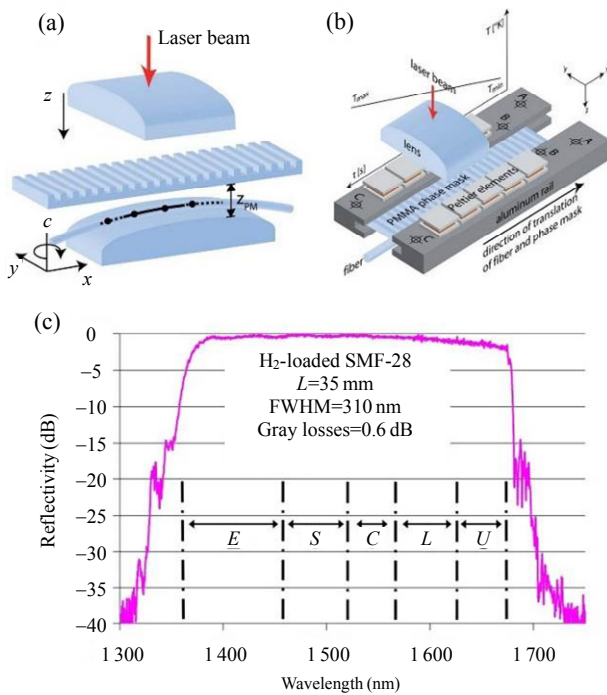 (a)
Laser beam
z
Z_PM
c
y
x
(b)
T [°K]
laser beam
T_max
T_min
lens
t [s]
A
B
C
A
B
C
PMMA phase mask
Peltier elements
aluminum rail
direction of translation
of fiber and phase mask
fiber
(c)
0
−5
−10
−15
−20
−25
−30
−35
−40
Reflectivity (dB)
H₂-loaded SMF-28
L=35 mm
FWHM=310 nm
Gray losses=0.6 dB
E S C L U
1 300 1 400 1 500 1 600 1 700
Wavelength (nm)